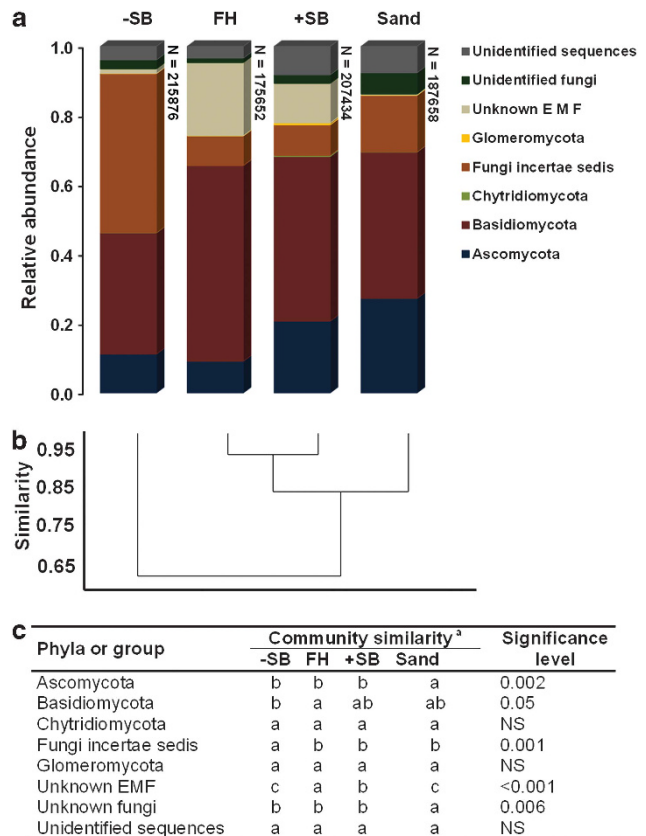 a
-SB FH +SB Sand
Relative abundance
1.0
0.8
0.6
0.4
0.2
0.0
N = 215876
N = 175652
N = 207434
N = 187658
Unidentified sequences
Unidentified fungi
Unknown E M F
Glomeromycota
Fungi incertae sedis
Chytridiomycota
Basidiomycota
Ascomycota
b
Similarity
0.95
0.85
0.75
0.65
c
Phyla or group Community similarity a Significance level
-SB FH +SB Sand
Ascomycota b b b a 0.002
Basidiomycota b a ab ab 0.05
Chytridiomycota a a a a NS
Fungi incertae sedis a b b b 0.001
Glomeromycota a a a a NS
Unknown EMF c a b c <0.001
Unknown fungi b b b a 0.006
Unidentified sequences a a a a NS